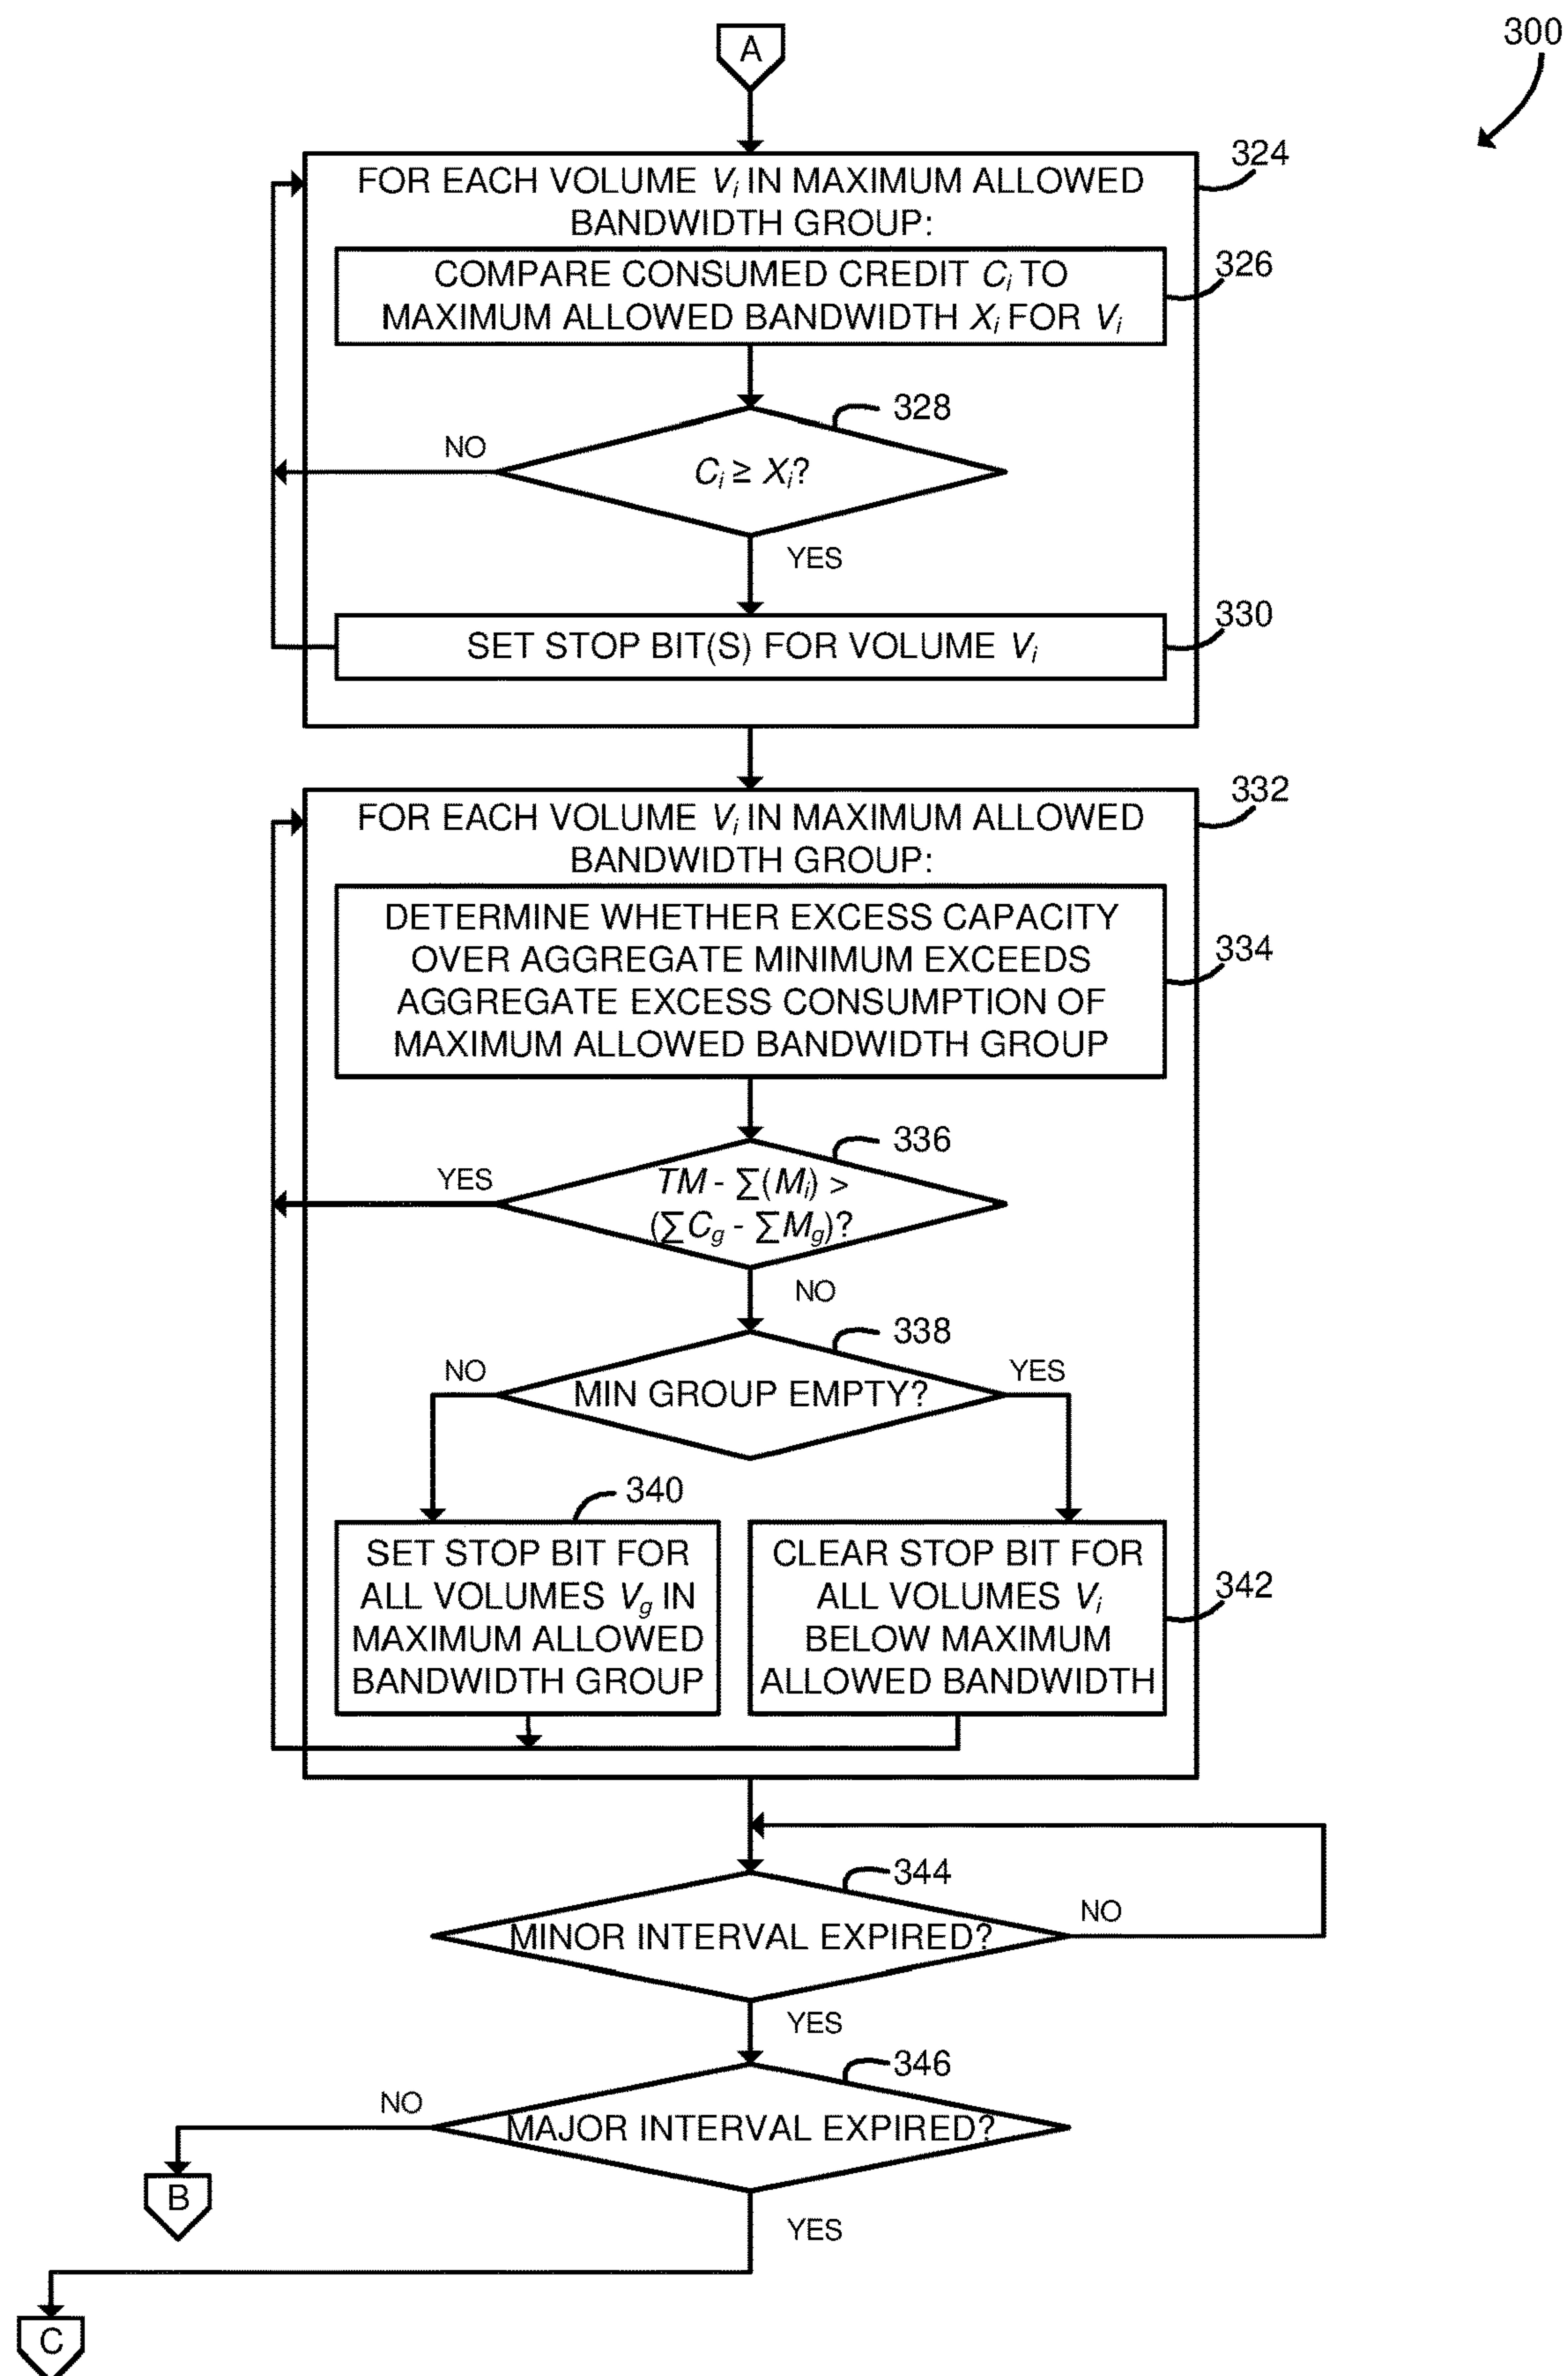 A
300
324
FOR EACH VOLUME Vi IN MAXIMUM ALLOWED
BANDWIDTH GROUP:
326
COMPARE CONSUMED CREDIT Ci TO
MAXIMUM ALLOWED BANDWIDTH Xi FOR Vi
328
NO
Ci ≥ Xi?
YES
330
SET STOP BIT(S) FOR VOLUME Vi
332
FOR EACH VOLUME Vi IN MAXIMUM ALLOWED
BANDWIDTH GROUP:
DETERMINE WHETHER EXCESS CAPACITY
OVER AGGREGATE MINIMUM EXCEEDS
AGGREGATE EXCESS CONSUMPTION OF
MAXIMUM ALLOWED BANDWIDTH GROUP
334
336
YES
TM - ∑(Mi) >
(∑Cg - ∑Mg)?
NO
338
NO
YES
MIN GROUP EMPTY?
340
SET STOP BIT FOR
ALL VOLUMES Vg IN
MAXIMUM ALLOWED
BANDWIDTH GROUP
CLEAR STOP BIT FOR
ALL VOLUMES Vi
BELOW MAXIMUM
ALLOWED BANDWIDTH
342
344
NO
MINOR INTERVAL EXPIRED?
YES
346
NO
MAJOR INTERVAL EXPIRED?
B
YES
C